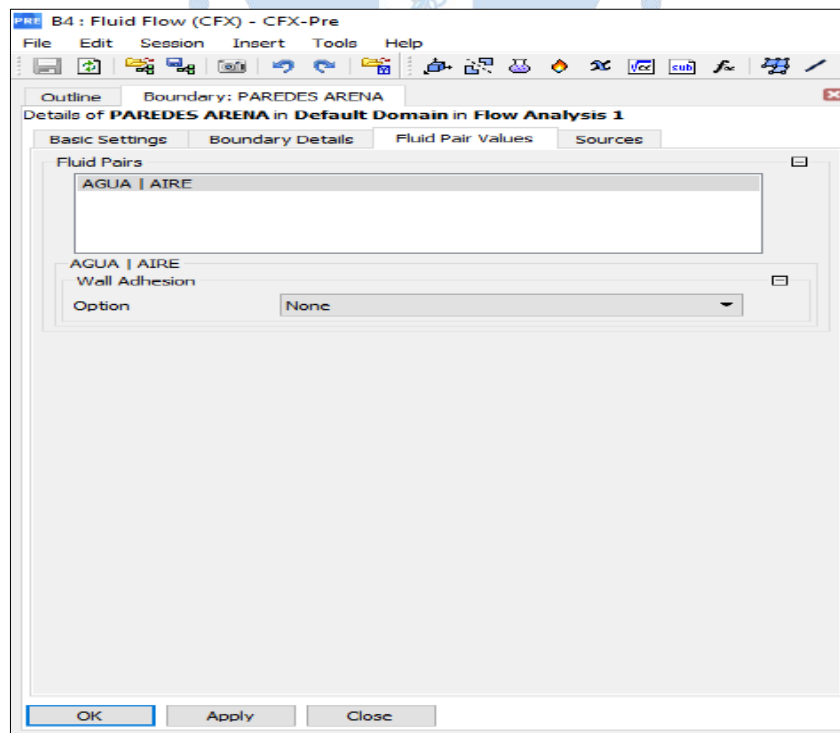 PRE B4 : Fluid Flow (CFX) - CFX-Pre
File Edit Session Insert Tools Help
Outline Boundary: PAREDES ARENA
Details of PAREDES ARENA in Default Domain in Flow Analysis 1
Basic Settings Boundary Details Fluid Pair Values Sources
Fluid Pairs
AGUA | AIRE
AGUA | AIRE
Wall Adhesion
Option None
OK Apply Close